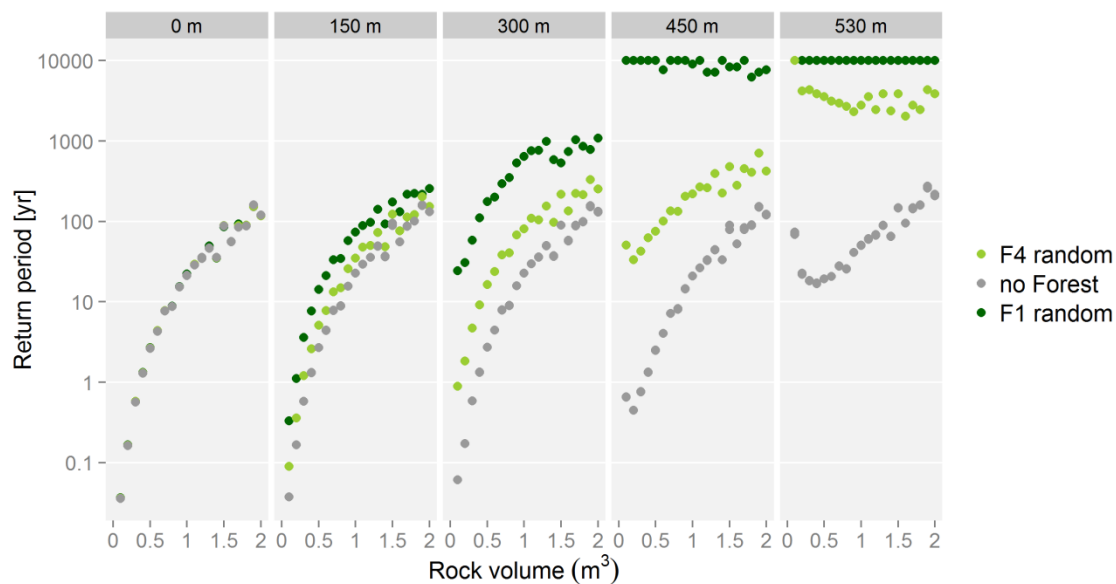 0 m 150 m 300 m 450 m 530 m
Return period [yr]
10000
1000
100
10
1
0.1
F4 random
no Forest
F1 random
0 0.5 1 1.5 2 0 0.5 1 1.5 2 0 0.5 1 1.5 2 0 0.5 1 1.5 2 0 0.5 1 1.5 2
Rock volume (m³)